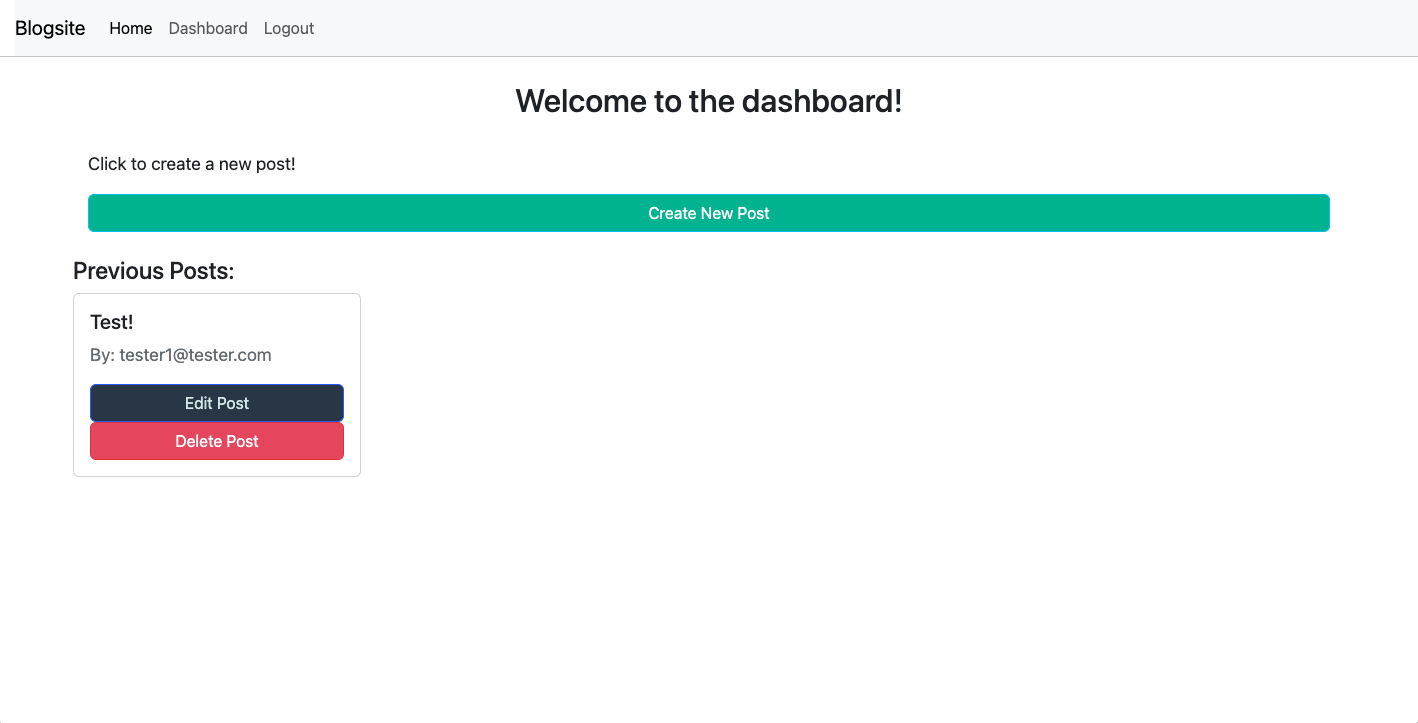 Blogsite Home Dashboard Logout
Welcome to the dashboard!
Click to create a new post!
Create New Post
Previous Posts:
Test!
By: tester1@tester.com
Edit Post
Delete Post